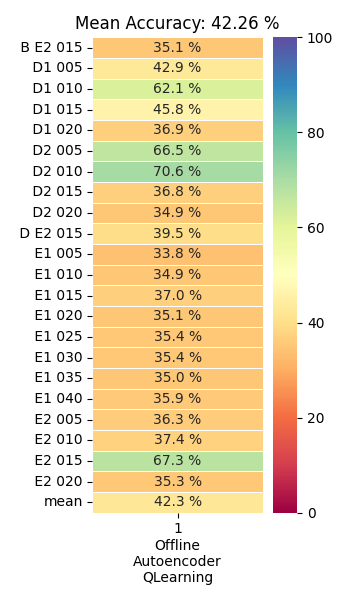 Mean Accuracy: 42.26 %
B E2 015 35.1 %
D1 005 42.9 %
D1 010 62.1 %
D1 015 45.8 %
D1 020 36.9 %
D2 005 66.5 %
D2 010 70.6 %
D2 015 36.8 %
D2 020 34.9 %
D E2 015 39.5 %
E1 005 33.8 %
E1 010 34.9 %
E1 015 37.0 %
E1 020 35.1 %
E1 025 35.4 %
E1 030 35.4 %
E1 035 35.0 %
E1 040 35.9 %
E2 005 36.3 %
E2 010 37.4 %
E2 015 67.3 %
E2 020 35.3 %
mean 42.3 %
1
Offline
Autoencoder
QLearning
100
80
60
40
20
0